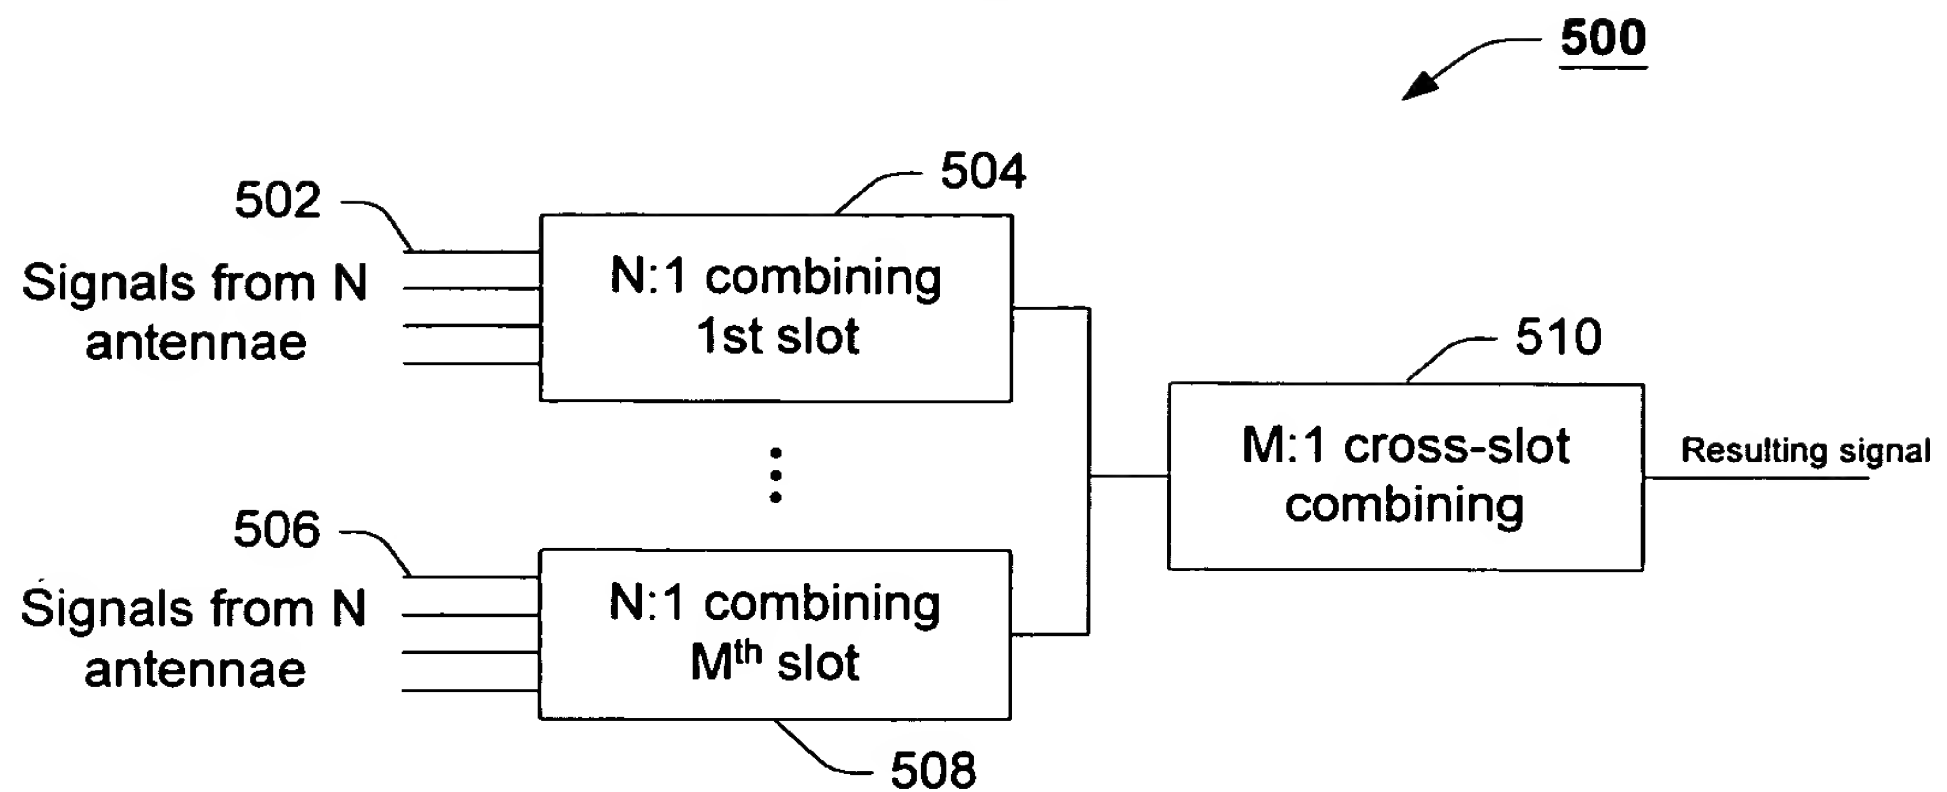 500
504
502
Signals from N
antennae
N:1 combining
1st slot
510
M:1 cross-slot
combining
Resulting signal
506
Signals from N
antennae
N:1 combining
Mth slot
508